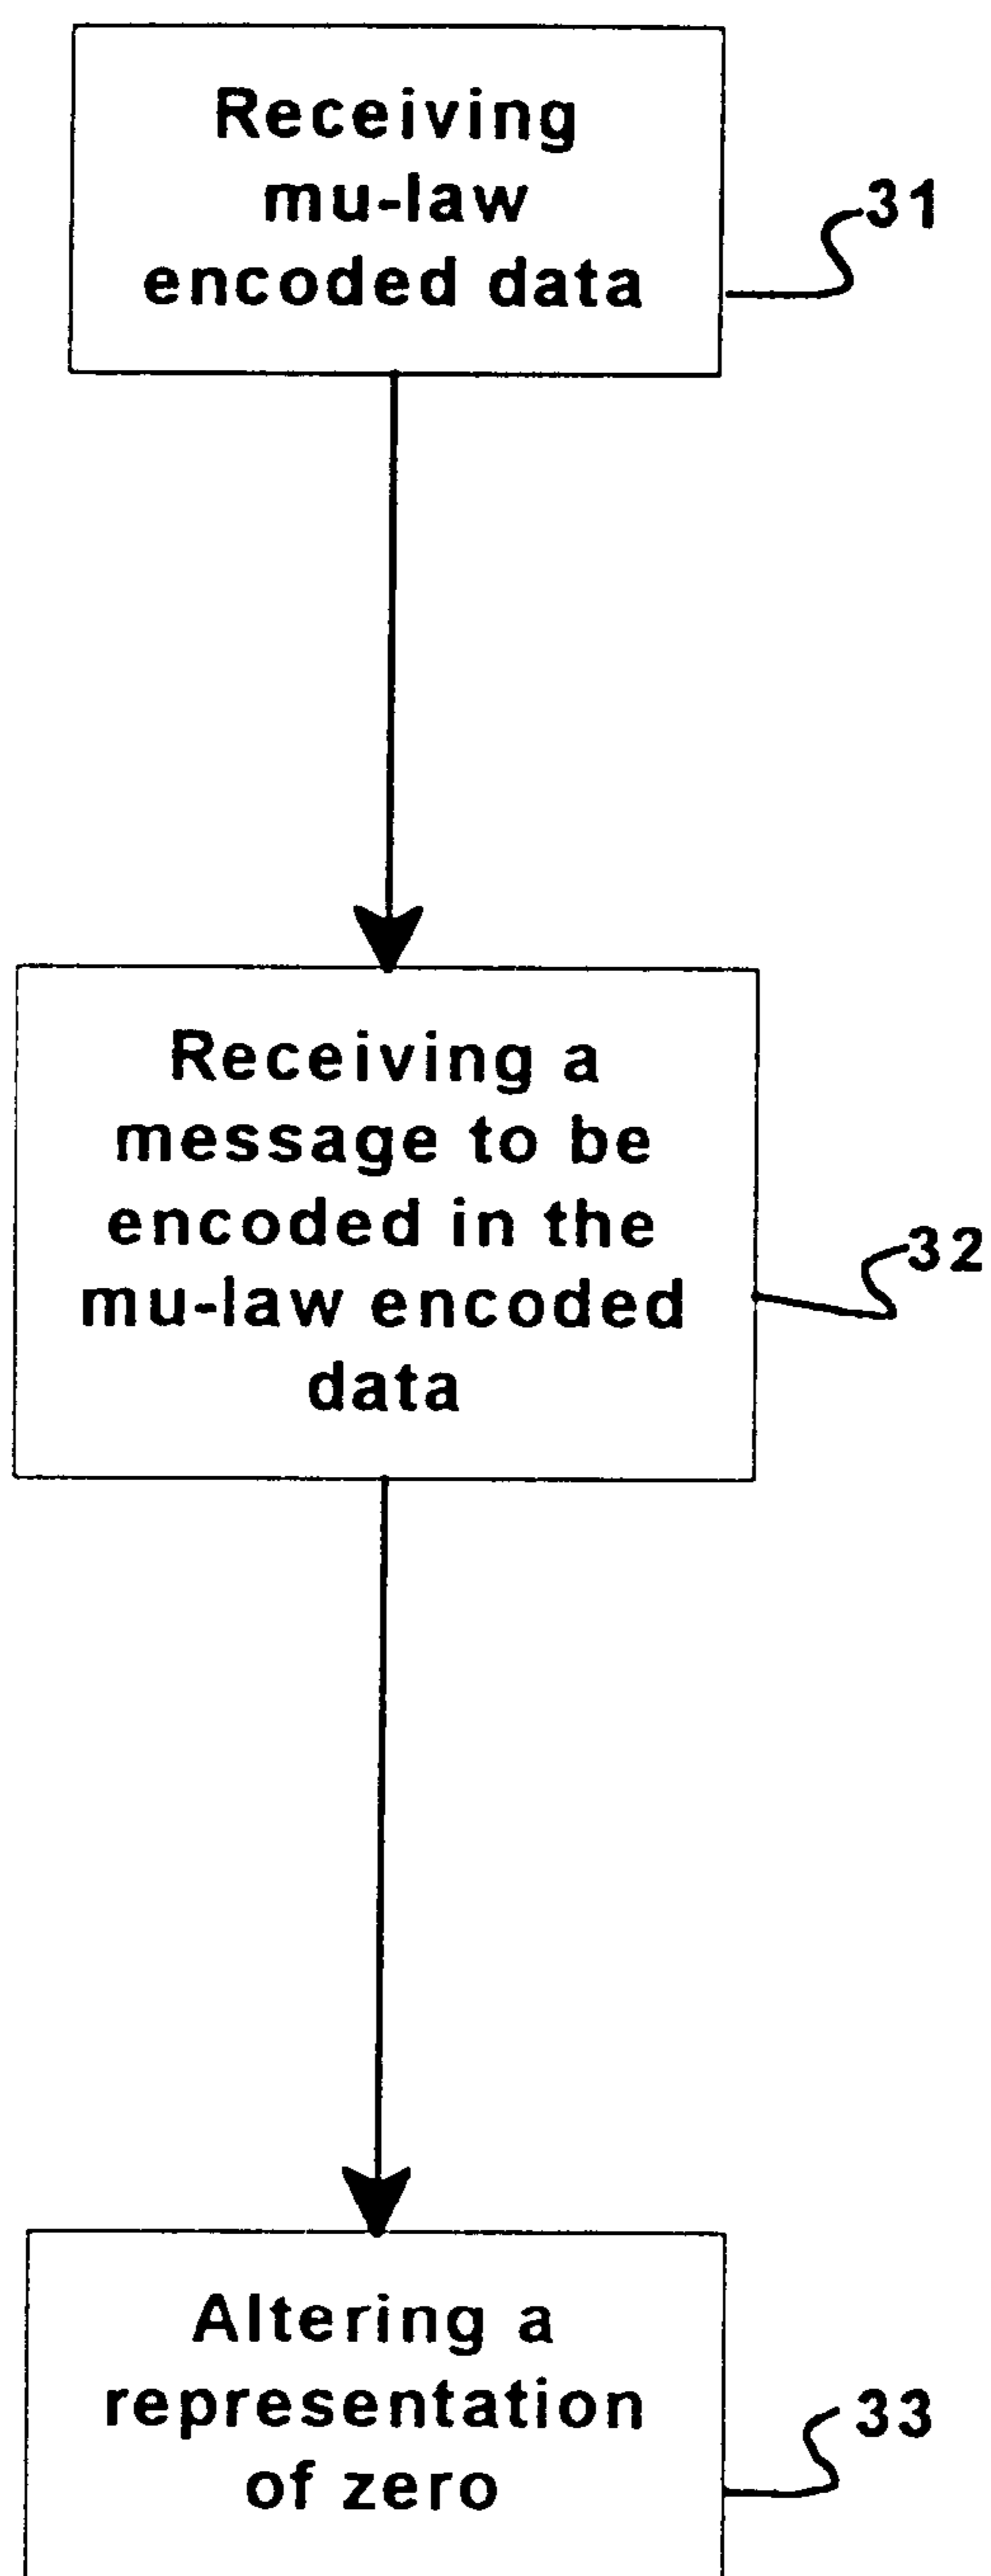 Receiving
mu-law
encoded data
31
Receiving a
message to be
encoded in the
mu-law encoded
data
32
Altering a
representation
of zero
33